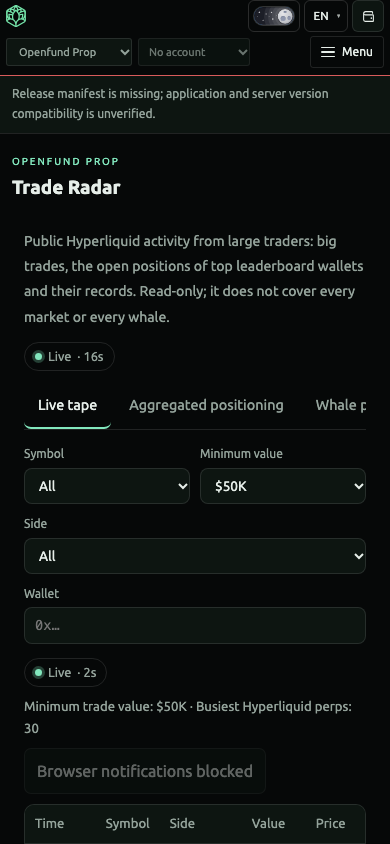 EN
Openfund Prop
No account
Menu
Release manifest is missing; application and server version
compatibility is unverified.
OPENFUND PROP
Trade Radar
Public Hyperliquid activity from large traders: big
trades, the open positions of top leaderboard wallets
and their records. Read-only; it does not cover every
market or every whale.
Live · 16s
Live tape Aggregated positioning Whale p
Symbol Minimum value
All $50K
Side
All
Wallet
0x…
Live · 2s
Minimum trade value: $50K · Busiest Hyperliquid perps:
30
Browser notifications blocked
Time Symbol Side Value Price